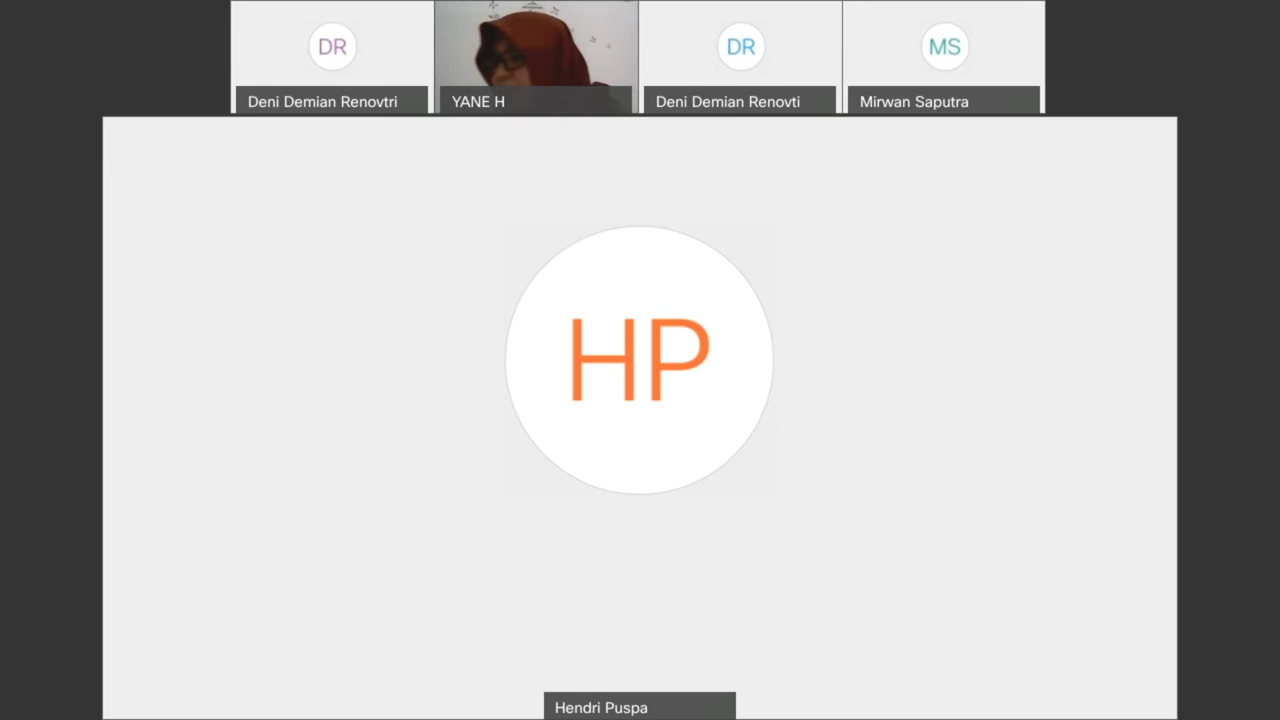 DR
Deni Demian Renovtri
YANE H
DR
Deni Demian Renovti
MS
Mirwan Saputra
HP
Hendri Puspa